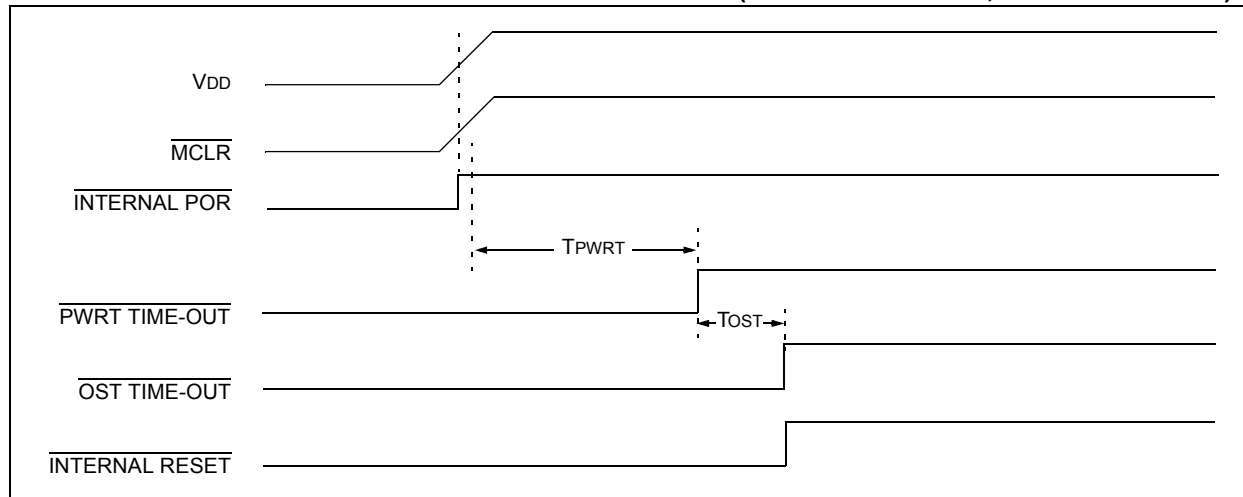 VDD
MCLR
INTERNAL POR
TPWRT
PWRT TIME-OUT
TOST
OST TIME-OUT
INTERNAL RESET